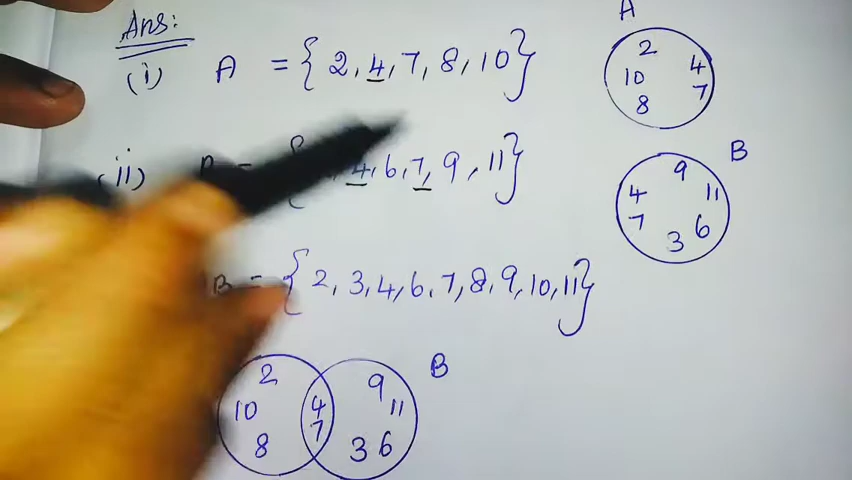 Ans:
(i) A = {2, 4, 7, 8, 10}
A
2
10 4
8 7
(ii) = { , 4, 6, 7, 9, 11}
B
9
4 11
7 6
3
B = {2, 3, 4, 6, 7, 8, 9, 10, 11}
B
2 9
10 4 11
8 7 3 6